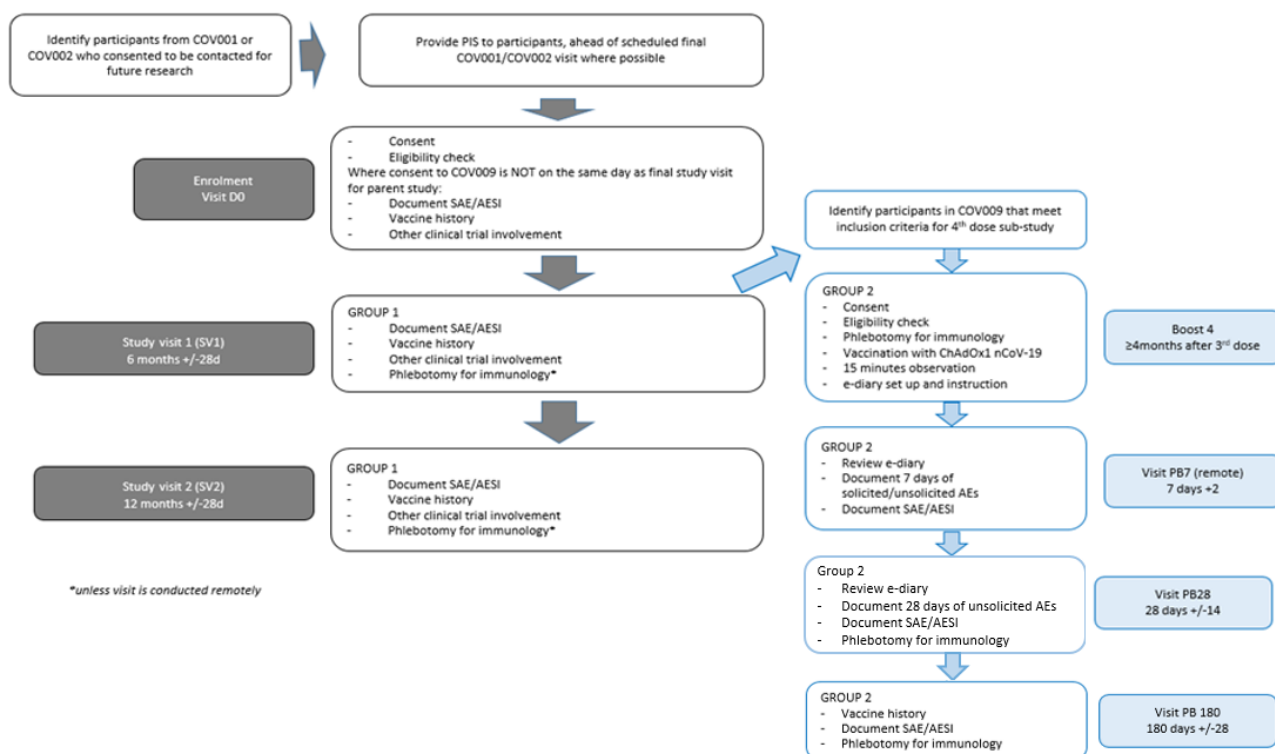 Identify participants from COV001 or
COV002 who consented to be contacted for
future research
Provide PIS to participants, ahead of scheduled final
COV001/COV002 visit where possible
Enrolment
Visit D0
- Consent
- Eligibility check
Where consent to COV009 is NOT on the same day as final study visit
for parent study:
- Document SAE/AESI
- Vaccine history
- Other clinical trial involvement
Study visit 1 (SV1)
6 months +/-28d
GROUP 1
- Document SAE/AESI
- Vaccine history
- Other clinical trial involvement
- Phlebotomy for immunology*
Study visit 2 (SV2)
12 months +/-28d
GROUP 1
- Document SAE/AESI
- Vaccine history
- Other clinical trial involvement
- Phlebotomy for immunology*
*unless visit is conducted remotely
Identify participants in COV009 that meet
inclusion criteria for 4th dose sub-study
GROUP 2
- Consent
- Eligibility check
- Phlebotomy for immunology
- Vaccination with ChAdOx1 nCoV-19
- 15 minutes observation
- e-diary set up and instruction
Boost 4
≥4months after 3rd dose
GROUP 2
- Review e-diary
- Document 7 days of
solicited/unsolicited AEs
- Document SAE/AESI
Visit PB7 (remote)
7 days +2
Group 2
- Review e-diary
- Document 28 days of unsolicited AEs
- Document SAE/AESI
- Phlebotomy for immunology
Visit PB28
28 days +/-14
GROUP 2
- Vaccine history
- Document SAE/AESI
- Phlebotomy for immunology
Visit PB 180
180 days +/-28